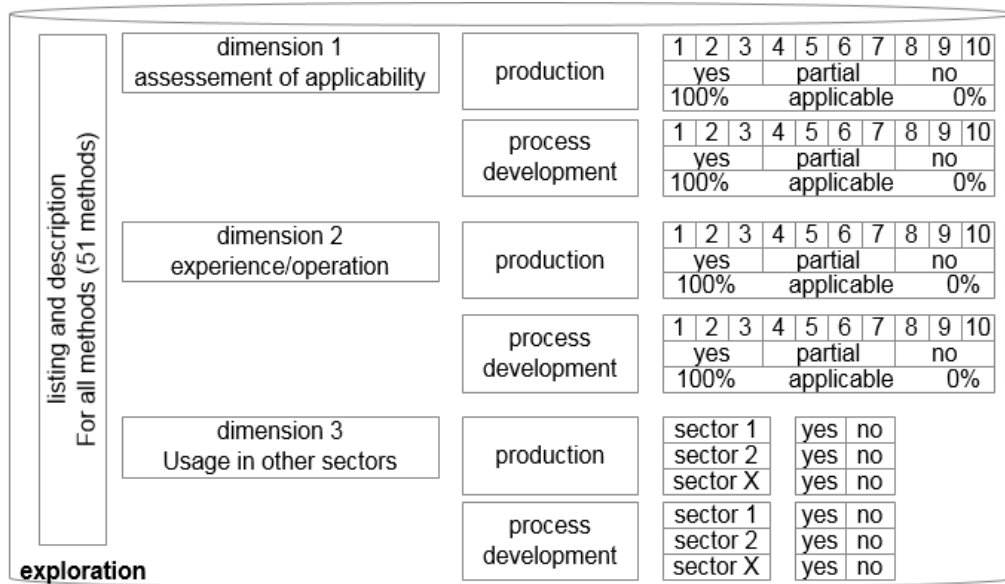 listing and description
For all methods (51 methods)
dimension 1
assessement of applicability
production
1 2 3 4 5 6 7 8 9 10
yes partial no
100% applicable 0%
process
development
1 2 3 4 5 6 7 8 9 10
yes partial no
100% applicable 0%
dimension 2
experience/operation
production
1 2 3 4 5 6 7 8 9 10
yes partial no
100% applicable 0%
process
development
1 2 3 4 5 6 7 8 9 10
yes partial no
100% applicable 0%
dimension 3
Usage in other sectors
production
sector 1 yes no
sector 2 yes no
sector X yes no
process
development
sector 1 yes no
sector 2 yes no
sector X yes no
exploration